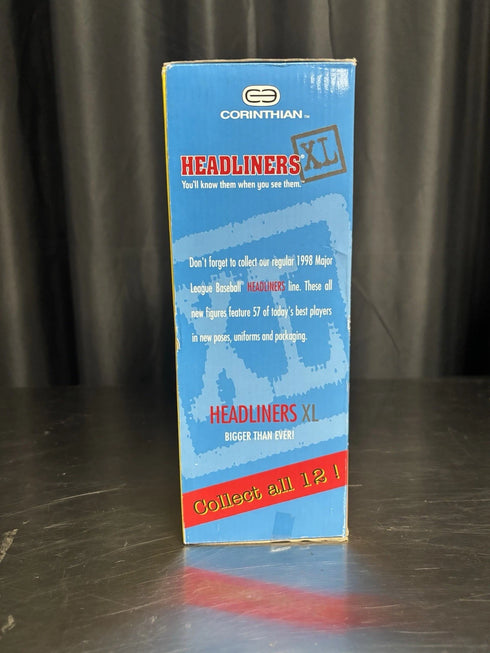 CORINTHIAN™
HEADLINERS® XL
You'll know them when you see them.™
Don't forget to collect our regular 1998 Major
League Baseball® HEADLINERS line. These all
new figures feature 57 of today's best players
in new poses, uniforms and packaging.
HEADLINERS XL
BIGGER THAN EVER!
Collect all 12 !